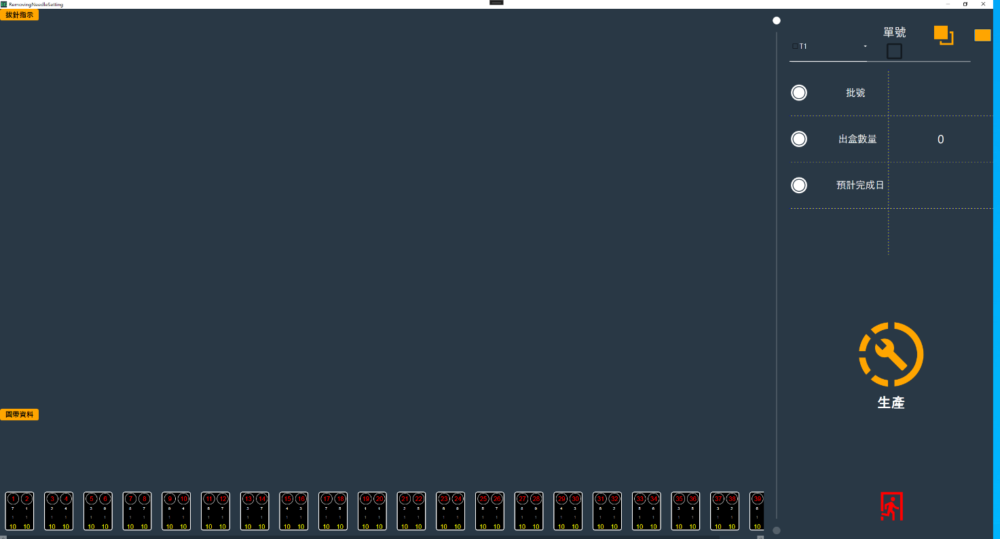 RemovingNeedleSetting
拔針指示
單號
T1
批號
出盒數量 0
預計完成日
生產
圓帶資料
1 2 3 4 5 6 7 8 9 10 11 12 13 14 15 16 17 18 19 20 21 22 23 24 25 26 27 28 29 30 31 32 33 34 35 36 37 38 39
7 1 2 4 3 9 8 7 9 4 6 7 3 7 4 3 7 5 1 1 2 5 6 9 5 7 8 9 4 3 6 2 5 6 3 5 3 2 6
1 1 1 1 1 1 1 1 1 1 1 1 1 1 1 1 1 1 1 1 1 1 1 1 1 1 1 1 1 1 1 1 1 1 1 1 1 1 1
10 10 10 10 10 10 10 10 10 10 10 10 10 10 10 10 10 10 10 10 10 10 10 10 10 10 10 10 10 10 10 10 10 10 10 10 10 10 10